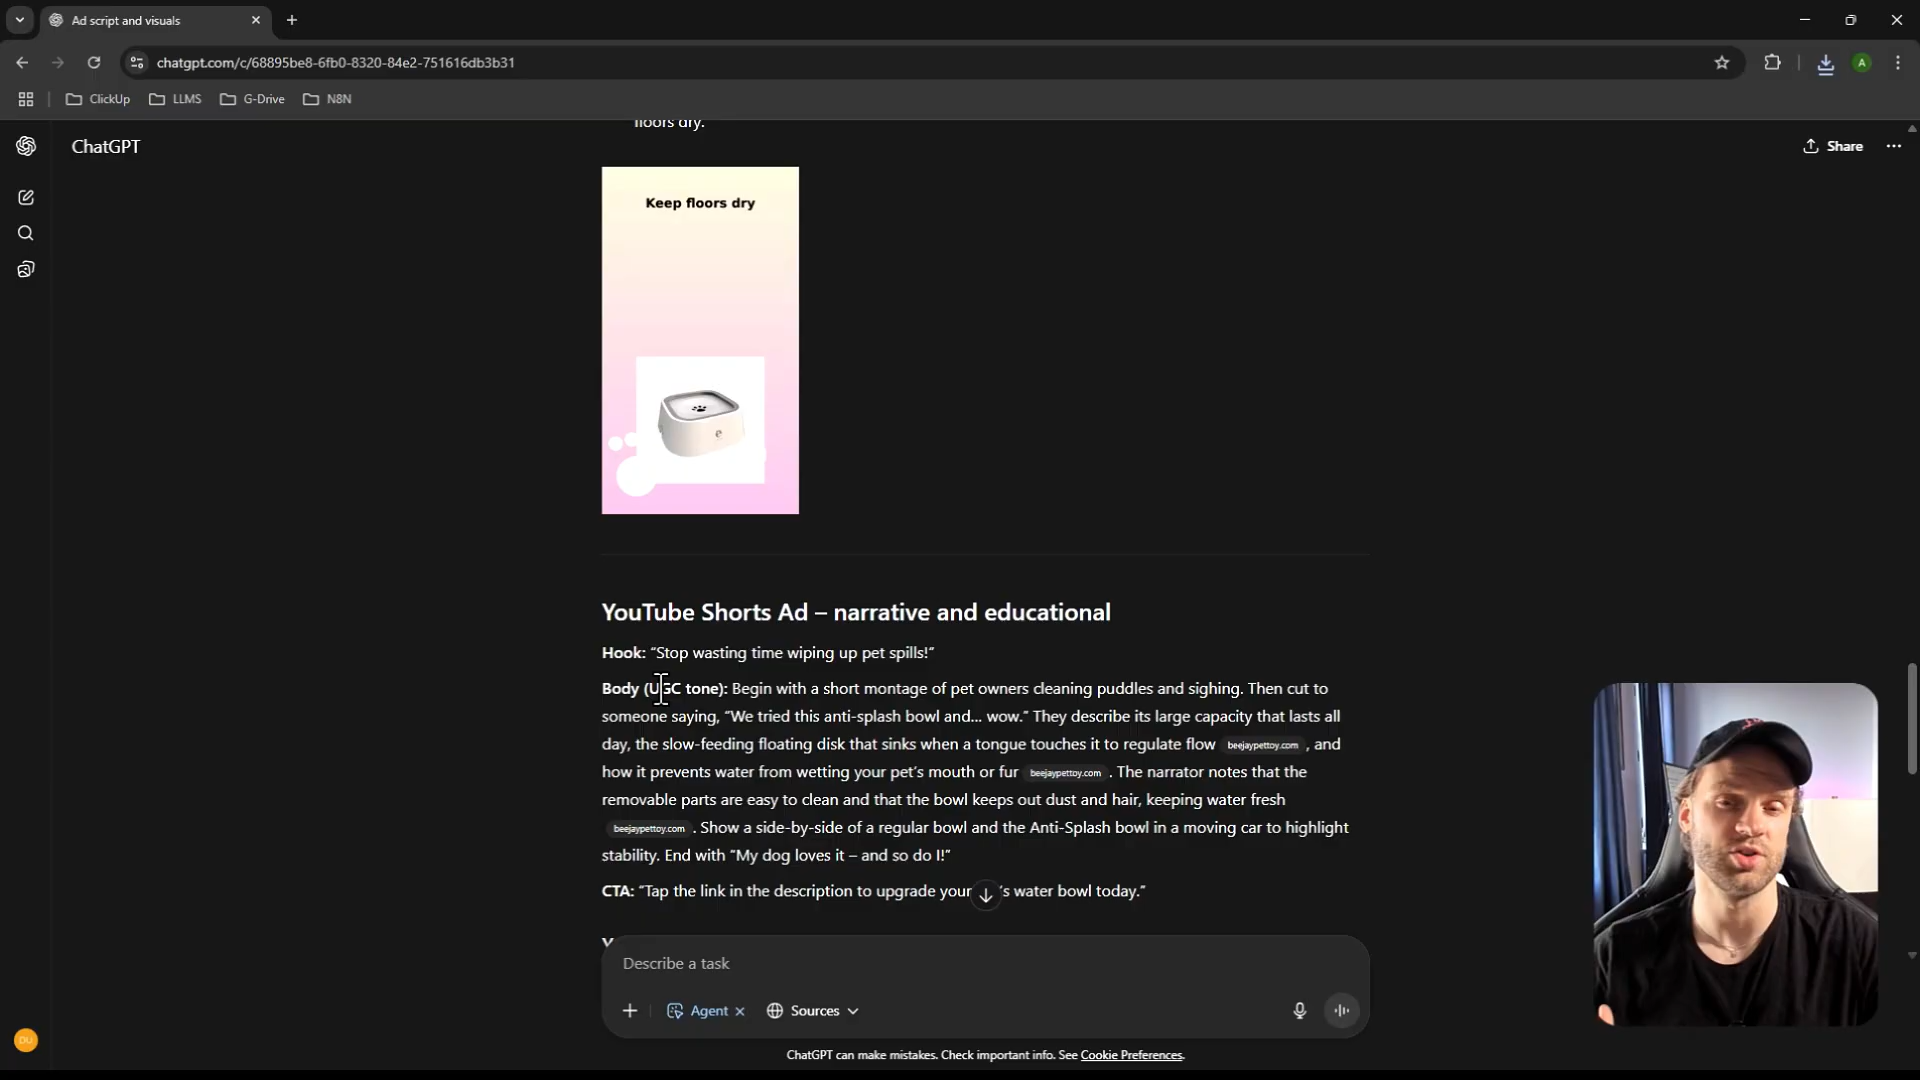 Ad script and visuals
chatgpt.com/c/68895be8-6fb0-8320-84e2-751616db3b31
A
ClickUp
LLMS
G-Drive
N8N
floors dry.
ChatGPT
Share
Keep floors dry
YouTube Shorts Ad – narrative and educational
Hook: “Stop wasting time wiping up pet spills!”
Body (UGC tone): Begin with a short montage of pet owners cleaning puddles and sighing. Then cut to
someone saying, “We tried this anti-splash bowl and… wow.” They describe its large capacity that lasts all
day, the slow-feeding floating disk that sinks when a tongue touches it to regulate flow beejaypettoy.com , and
how it prevents water from wetting your pet’s mouth or fur beejaypettoy.com . The narrator notes that the
removable parts are easy to clean and that the bowl keeps out dust and hair, keeping water fresh
beejaypettoy.com . Show a side-by-side of a regular bowl and the Anti-Splash bowl in a moving car to highlight
stability. End with “My dog loves it – and so do I!”
CTA: “Tap the link in the description to upgrade your ’s water bowl today.”
Describe a task
Agent
Sources
DU
ChatGPT can make mistakes. Check important info. See Cookie Preferences.